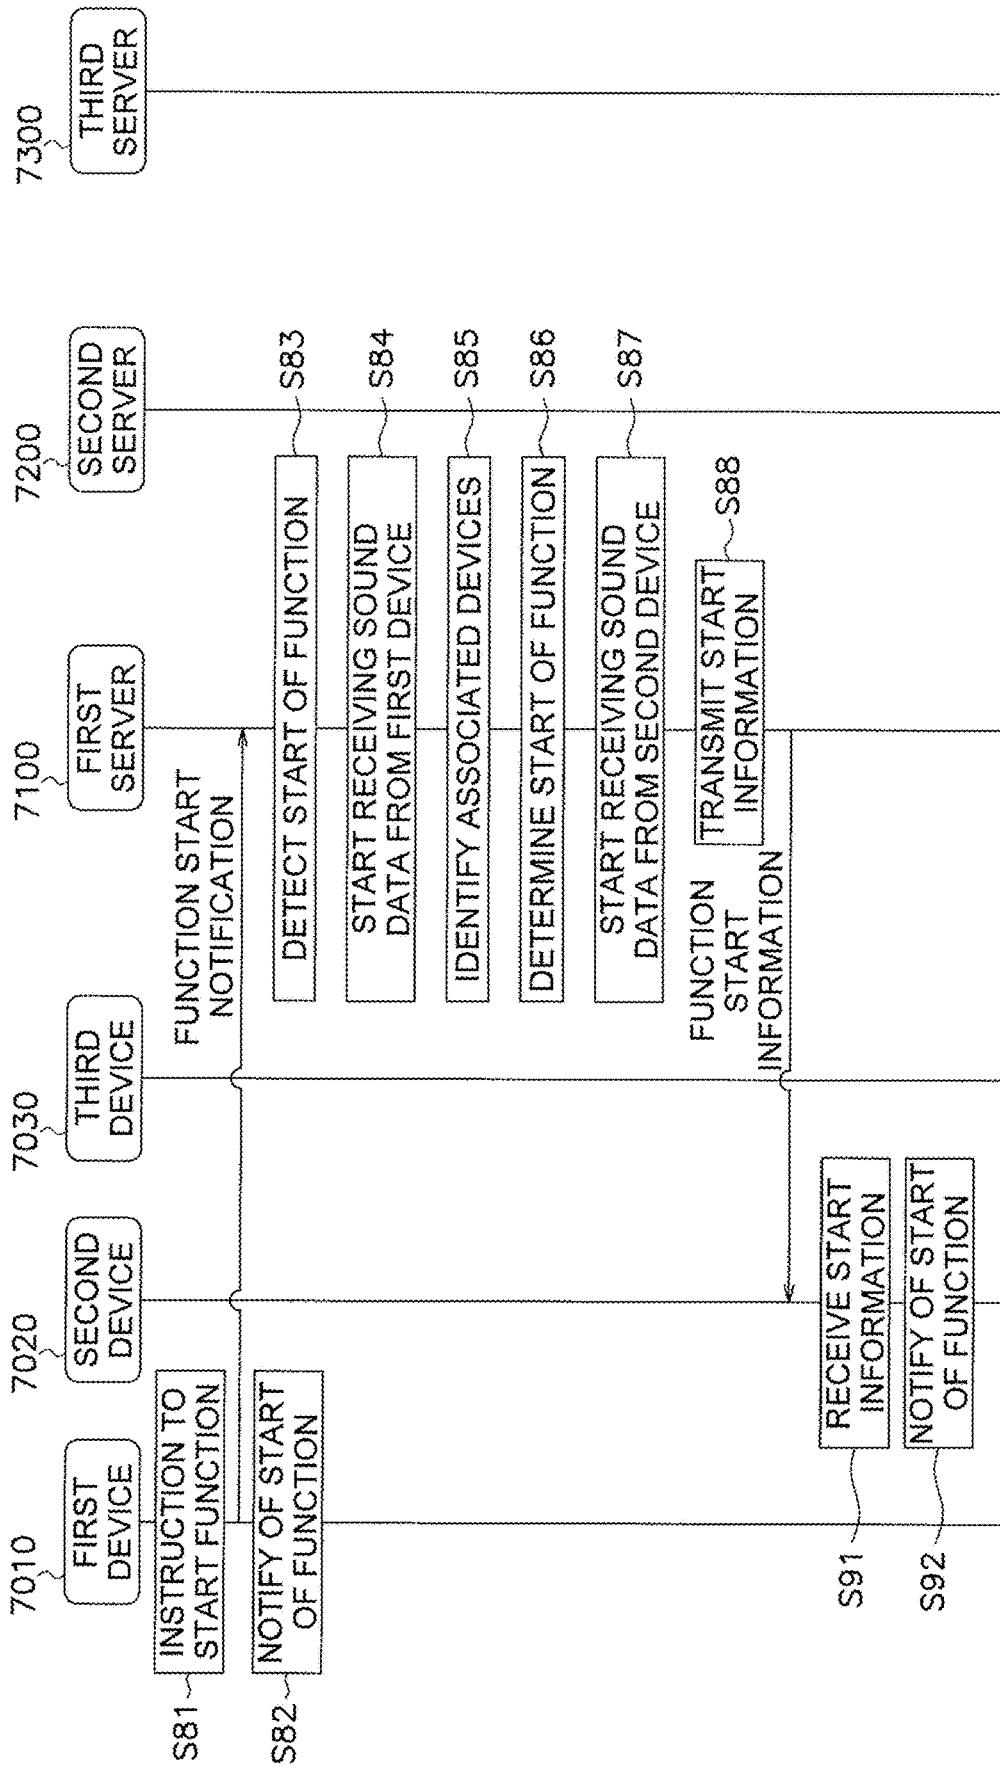 7010
FIRST
DEVICE
7020
SECOND
DEVICE
7030
THIRD
DEVICE
7100
FIRST
SERVER
7200
SECOND
SERVER
7300
THIRD
SERVER
S81
INSTRUCTION TO
START FUNCTION
FUNCTION START
NOTIFICATION
S82
NOTIFY OF START
OF FUNCTION
DETECT START OF FUNCTION
S83
START RECEIVING SOUND
DATA FROM FIRST DEVICE
S84
IDENTIFY ASSOCIATED DEVICES
S85
DETERMINE START OF FUNCTION
S86
START RECEIVING SOUND
DATA FROM SECOND DEVICE
S87
TRANSMIT START
INFORMATION
S88
FUNCTION
START
INFORMATION
S91
RECEIVE START
INFORMATION
S92
NOTIFY OF START
OF FUNCTION